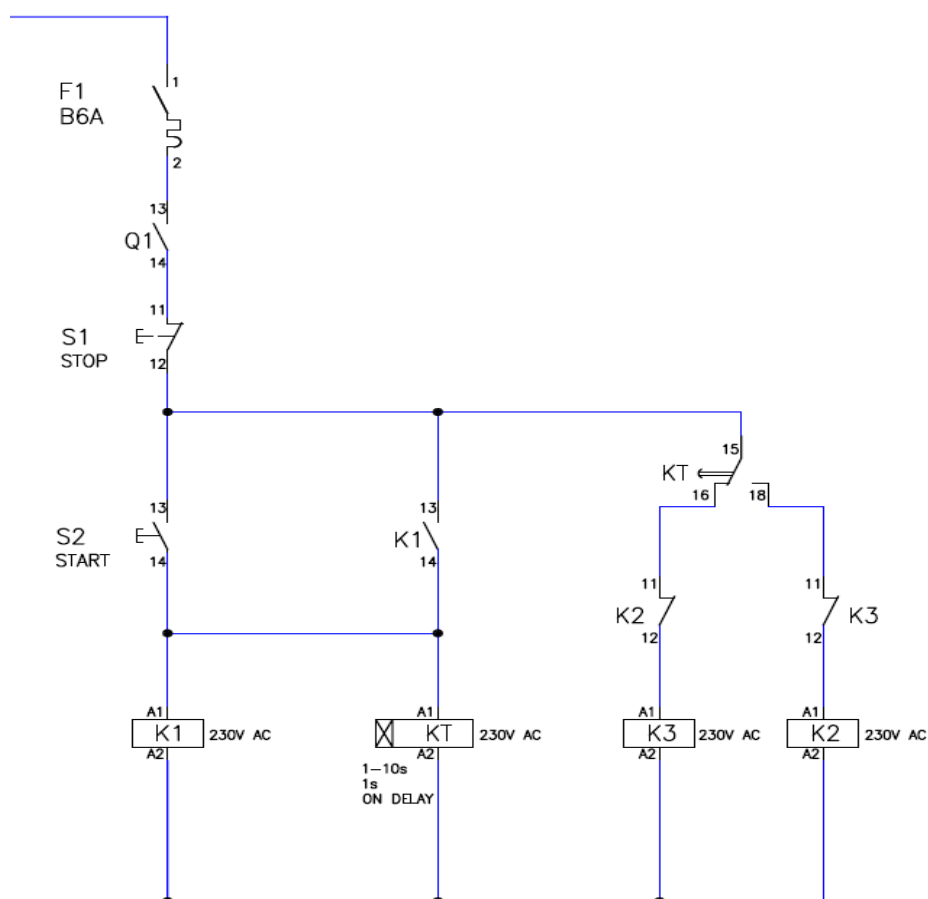 1
F1
B6A
2
13
Q1
14
11
S1
STOP
12
15
KT
16
18
13
S2
START
14
13
K1
14
11
K2
12
11
K3
12
A1
K1
230V AC
A2
A1
KT
230V AC
A2
1-10s
1s
ON DELAY
A1
K3
230V AC
A2
A1
K2
230V AC
A2